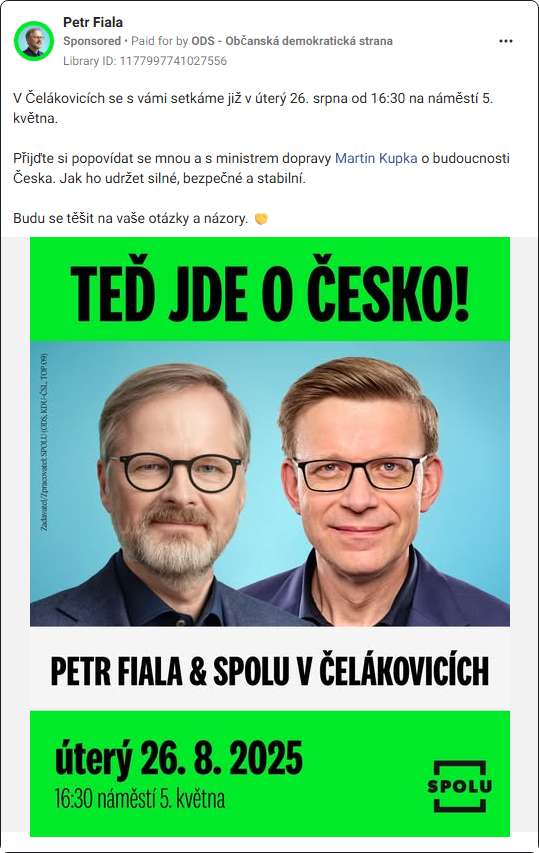 Petr Fiala
Sponsored • Paid for by ODS - Občanská demokratická strana
Library ID: 1177997741027556
V Čelákovicích se s vámi setkáme již v úterý 26. srpna od 16:30 na náměstí 5.
května.
Přijďte si popovídat se mnou a s ministrem dopravy Martin Kupka o budoucnosti
Česka. Jak ho udržet silné, bezpečné a stabilní.
Budu se těšit na vaše otázky a názory. 🤝
TEĎ JDE O ČESKO!
Zadavatel/Zpracovatel: SPOLU (ODS, KDU-ČSL, TOP 09)
PETR FIALA & SPOLU V ČELÁKOVICÍCH
úterý 26. 8. 2025
16:30 náměstí 5. května
SPOLU